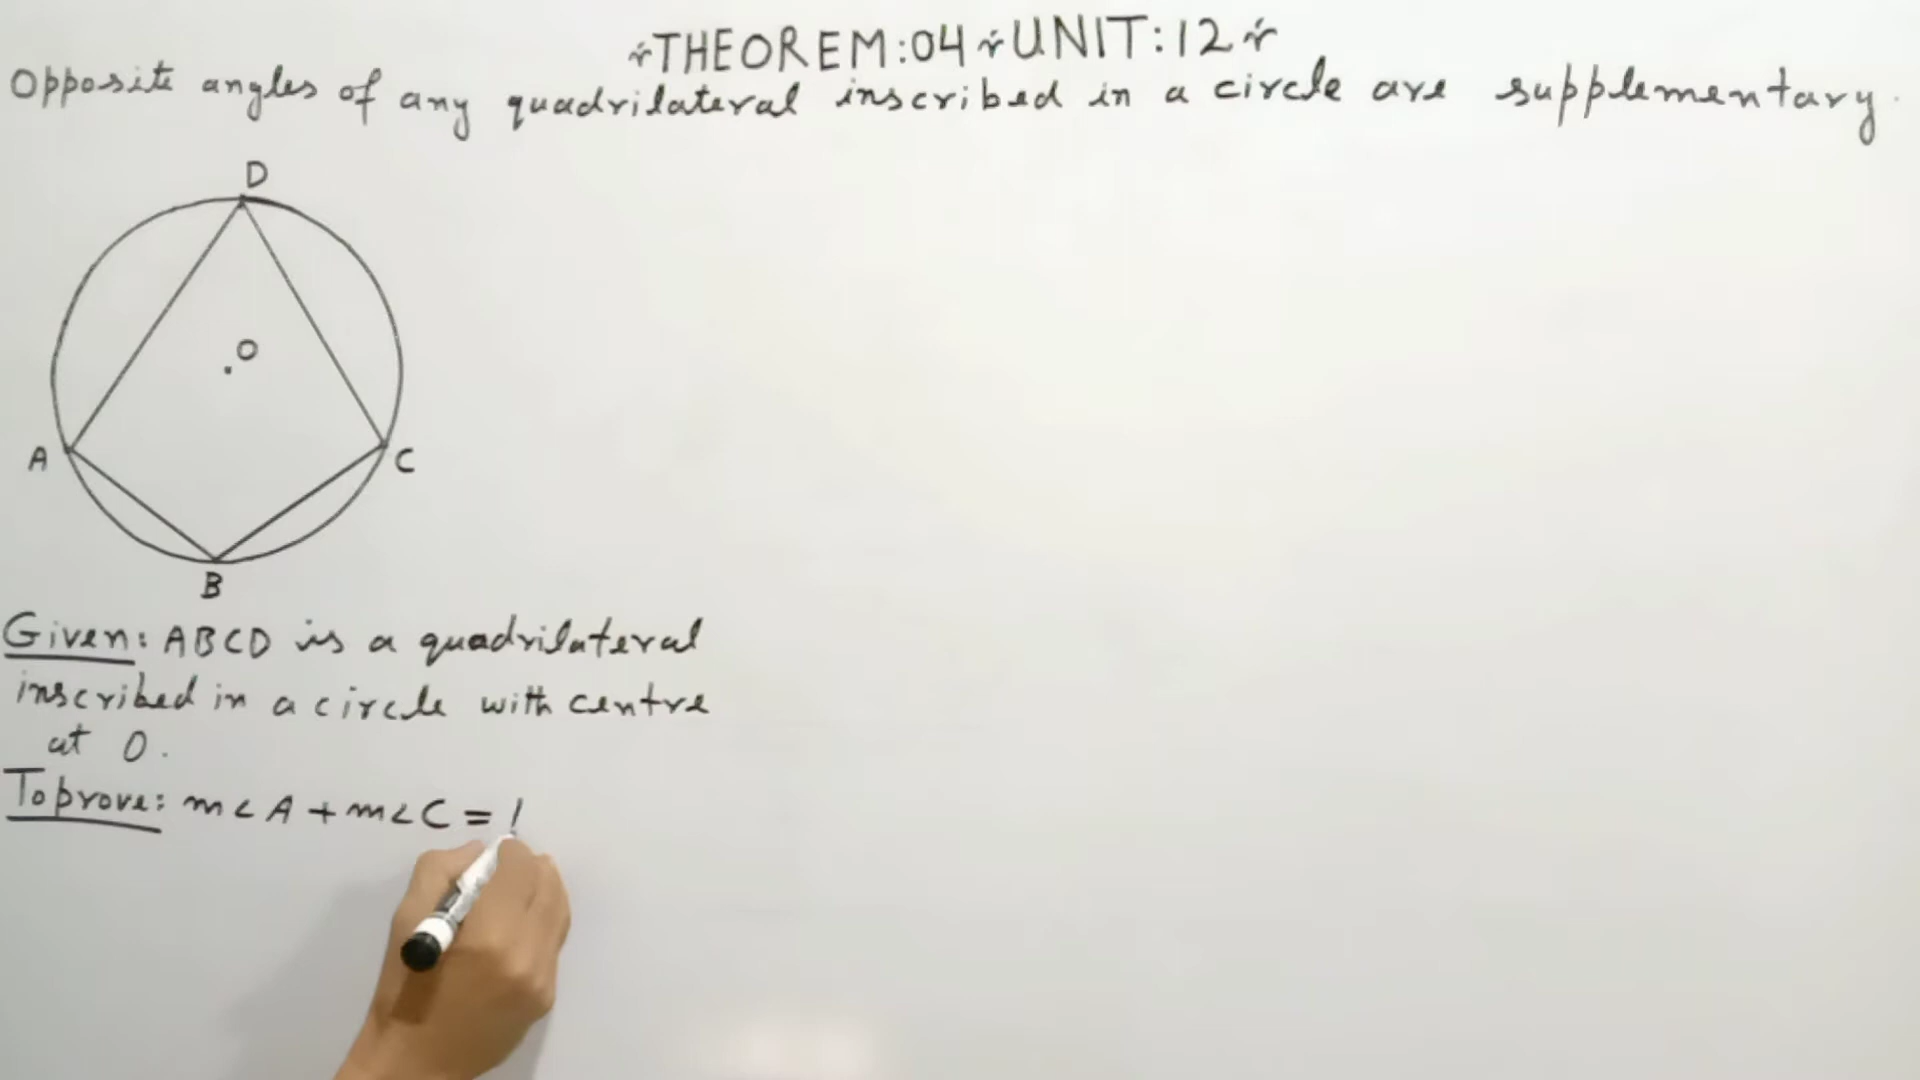 THEOREM:04 UNIT:12
Opposite angles of any quadrilateral inscribed in a circle are supplementary.
D
O
A
C
B
Given: ABCD is a quadrilateral
inscribed in a circle with centre
at O.
To prove: m∠A + m∠C = 1